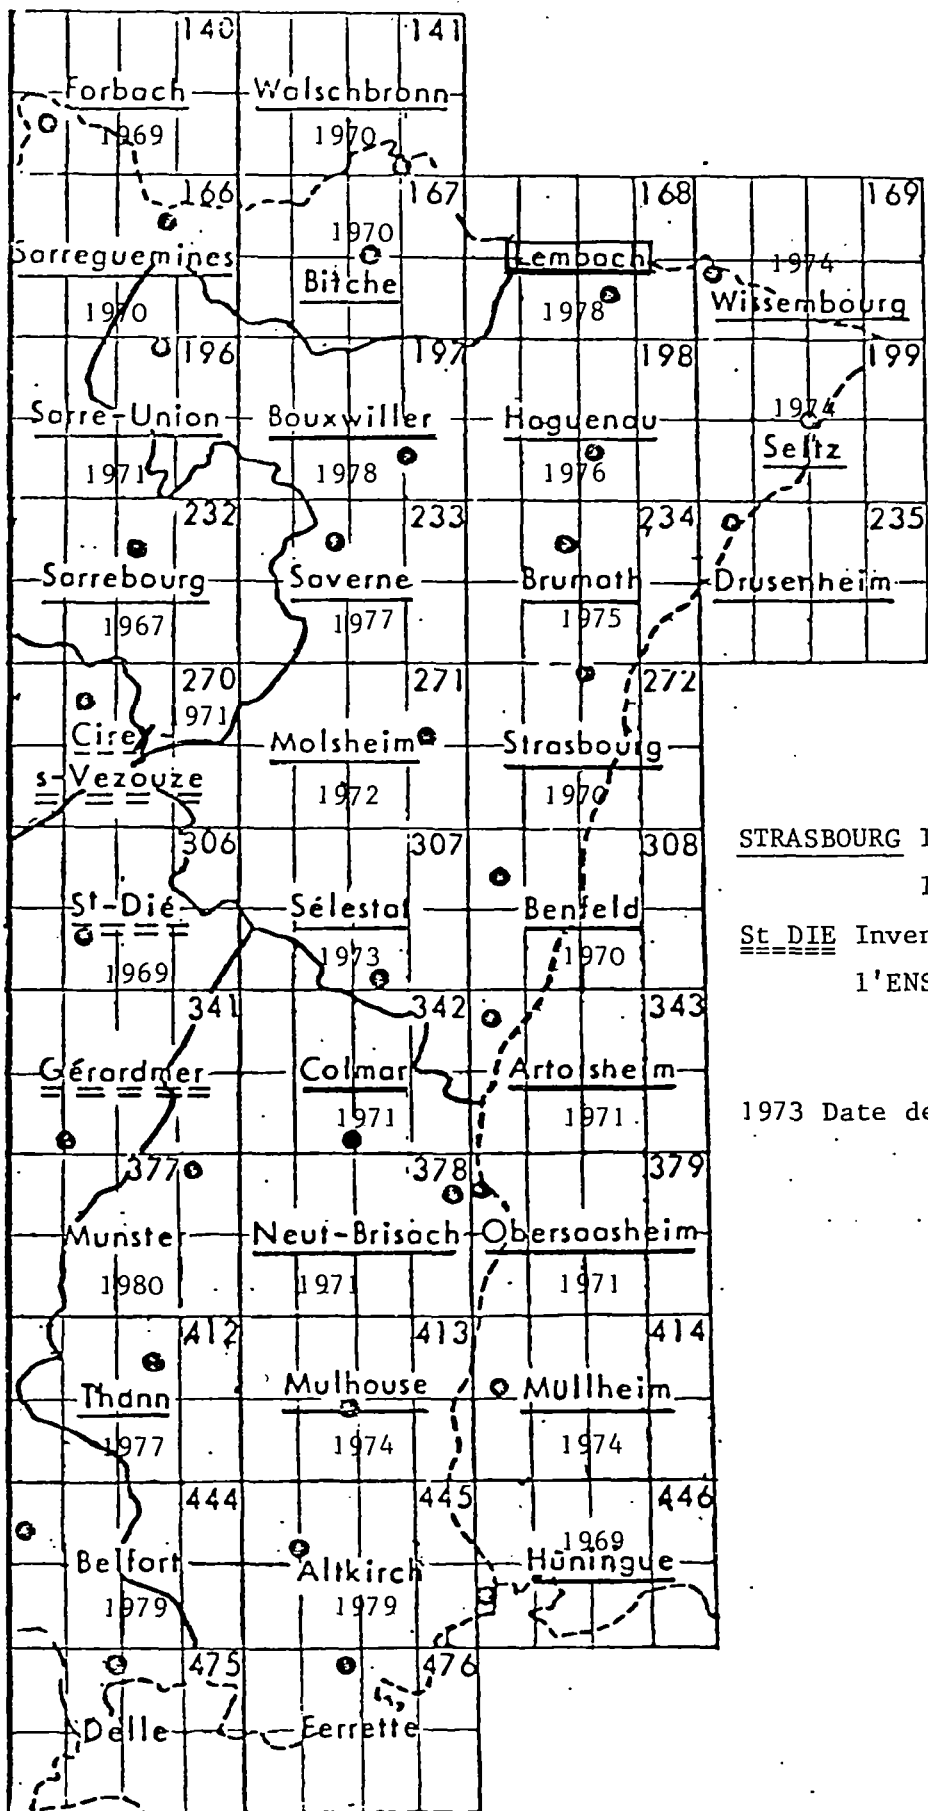 140 141
Forbach Walschbronn
1969 1970
166 167 168 169
1970 1974
Sarreguemines Lembach
Bitche Wissembourg
1970 1978
196 197 198 199
1974
Sarre-Union Bouxwiller Haguenau
Seltz
1971 1978 1976
232 233 234 235
Sarrebourg Saverne Brumath Drusenheim
1967 1977 1975
270 271 272
1971
Cirey Molsheim Strasbourg
s-Vezouze
1972 1970
306 307 308
STRASBOURG
St-Dié Sélestat Benfeld
St DIE Inven
1969 1973 1970
l'ENS
341 342 343
Gérardmer Colmar Artolsheim
1971 1971
1973 Date de
377 378 379
Munster Neuf-Brisach Obersaasheim
1980 1971 1971
412 413 414
Thann Mulhouse Müllheim
1977 1974 1974
444 445 446
1969
Belfort Altkirch Hüningue
1979 1979
475 476
Delle Ferrette